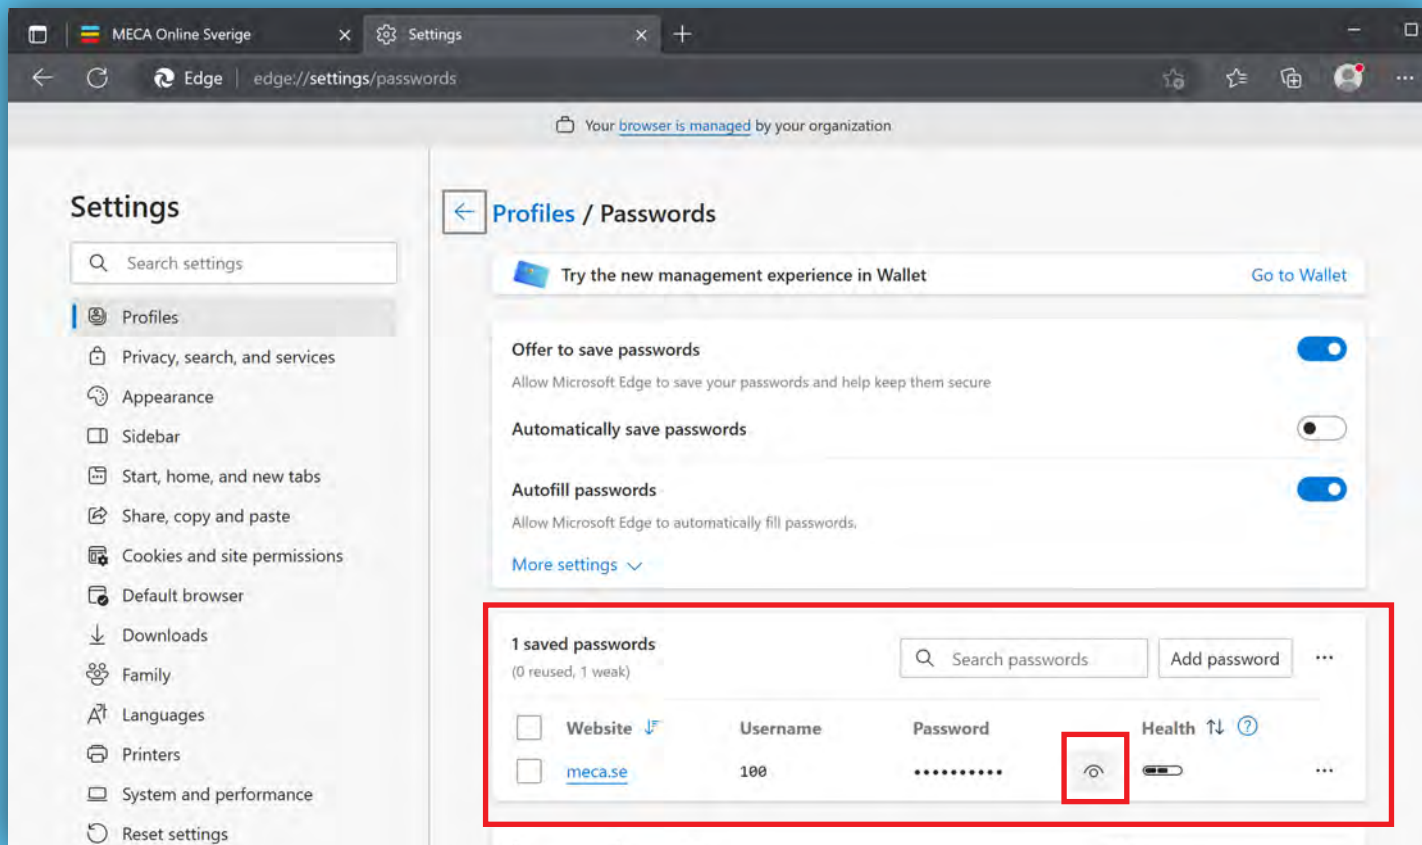 MECA Online Sverige
Settings
Edge
edge://settings/passwords
Your browser is managed by your organization
Settings
Search settings
Profiles
Privacy, search, and services
Appearance
Sidebar
Start, home, and new tabs
Share, copy and paste
Cookies and site permissions
Default browser
Downloads
Family
Languages
Printers
System and performance
Reset settings
Profiles / Passwords
Try the new management experience in Wallet
Go to Wallet
Offer to save passwords
Allow Microsoft Edge to save your passwords and help keep them secure
Automatically save passwords
Autofill passwords
Allow Microsoft Edge to automatically fill passwords.
More settings
1 saved passwords
(0 reused, 1 weak)
Search passwords
Add password
Website Username Password Health
meca.se 100 ••••••••••